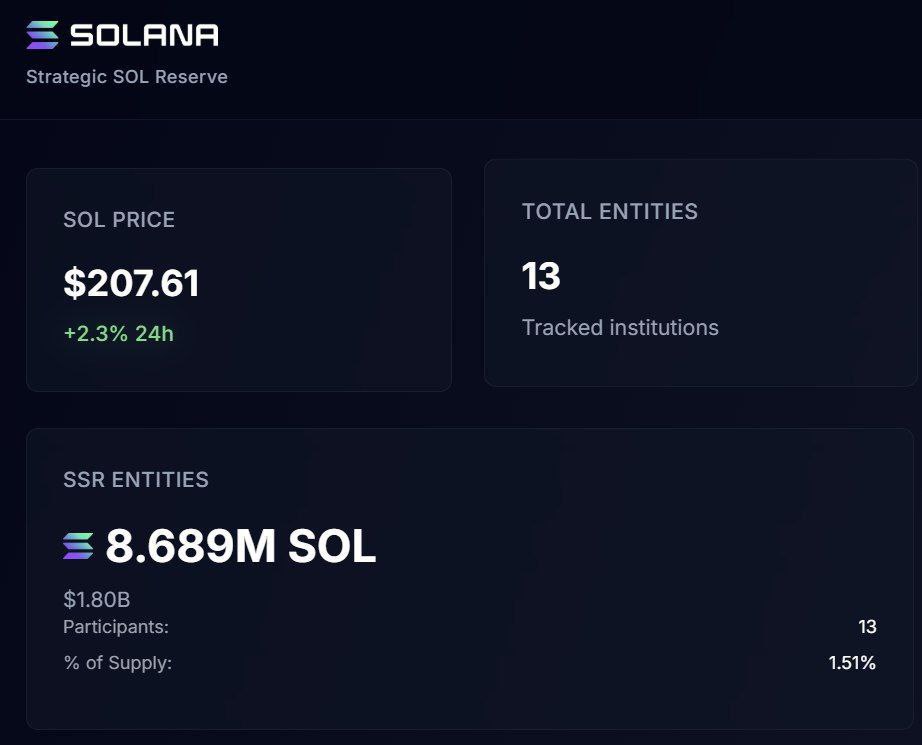 SOLANA
Strategic SOL Reserve
SOL PRICE
$207.61
+2.3% 24h
TOTAL ENTITIES
13
Tracked institutions
SSR ENTITIES
8.689M SOL
$1.80B
Participants: 13
% of Supply: 1.51%